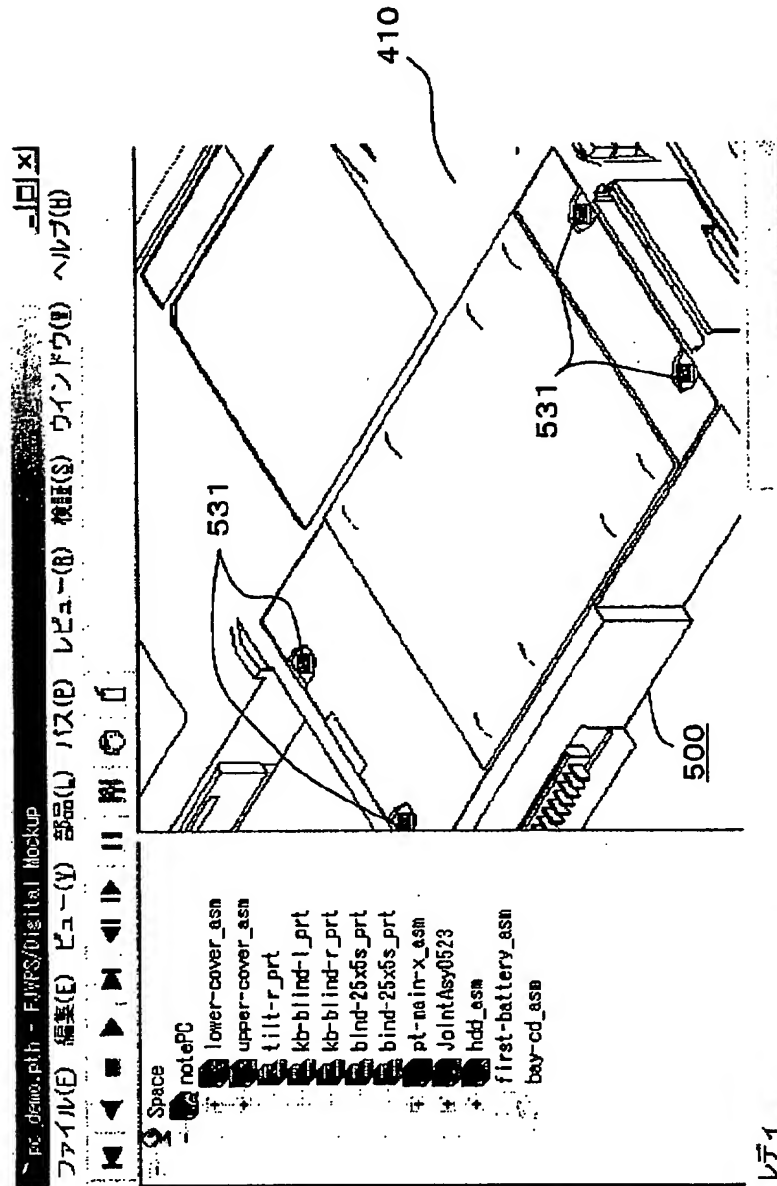 pc_demo.pth - FJVPS/Digital Mockup
ファイル(F) 編集(E) ビュー(V) 部品(L) パス(P) レビュー(R) 検証(S) ウインドウ(W) ヘルプ(H)
Space
notePC
lower-cover_asm
upper-cover_asm
tilt-r_prt
kb-blind-l_prt
kb-blind-r_prt
bind-25x5s_prt
bind-25x5s_prt
pt-main-x_asm
JointAsy0523
hdd_asm
first-battery_asm
bay-cd_asm
531
531
410
500
レディ